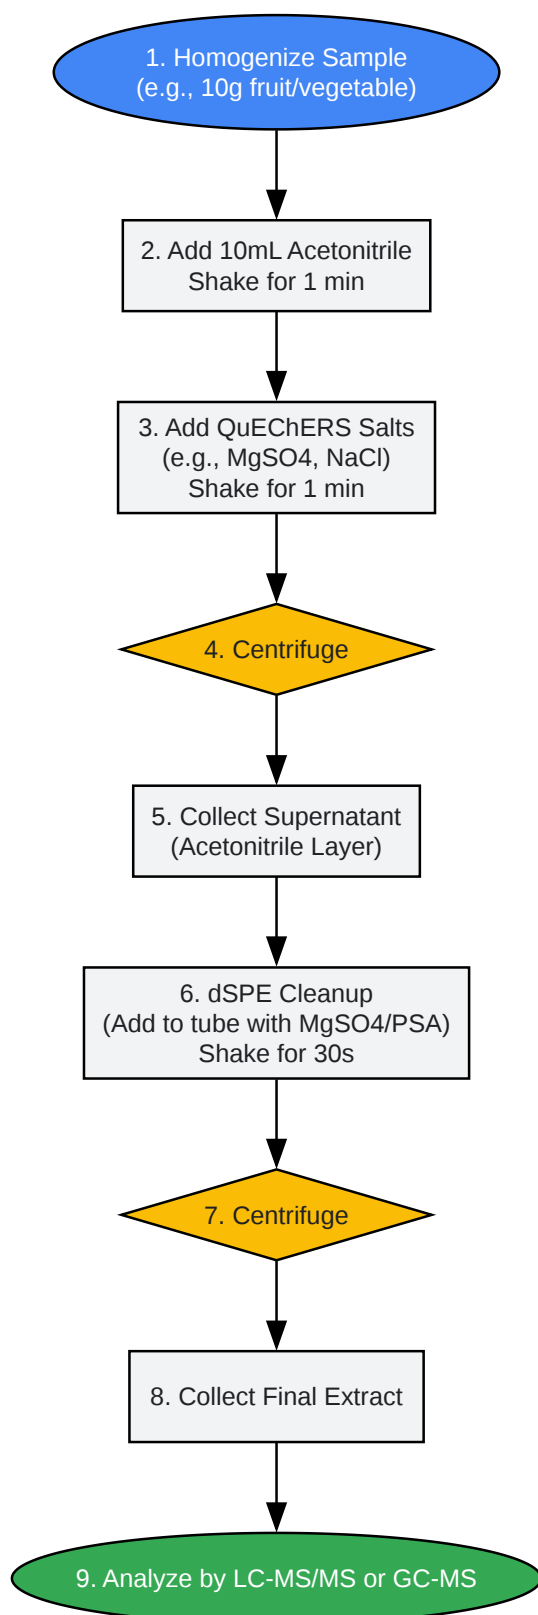 1. Homogenize Sample
(e.g., 10g fruit/vegetable)
2. Add 10mL Acetonitrile
Shake for 1 min
3. Add QuEChERS Salts
(e.g., MgSO4, NaCl)
Shake for 1 min
4. Centrifuge
5. Collect Supernatant
(Acetonitrile Layer)
6. dSPE Cleanup
(Add to tube with MgSO4/PSA)
Shake for 30s
7. Centrifuge
8. Collect Final Extract
9. Analyze by LC-MS/MS or GC-MS